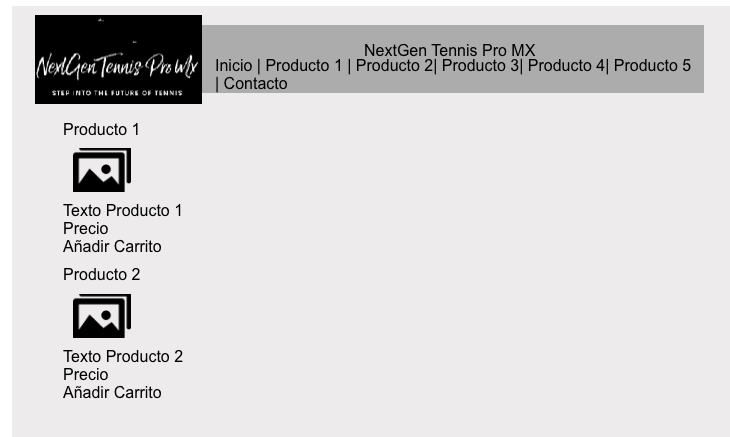 NextGen Tennis Pro Mx
STEP INTO THE FUTURE OF TENNIS
NextGen Tennis Pro MX
Inicio | Producto 1 | Producto 2| Producto 3| Producto 4| Producto 5
| Contacto
Producto 1
Texto Producto 1
Precio
Añadir Carrito
Producto 2
Texto Producto 2
Precio
Añadir Carrito